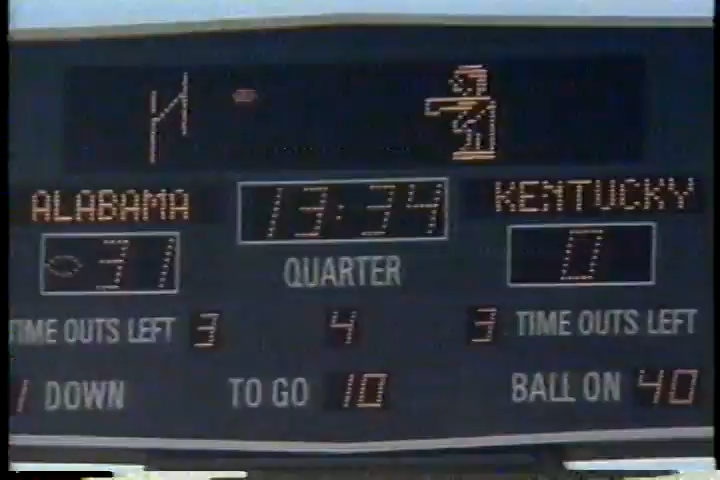 ALABAMA 13:34 KENTUCKY
31 QUARTER 0
TIME OUTS LEFT 3 4 3 TIME OUTS LEFT
1 DOWN TO GO 10 BALL ON 40